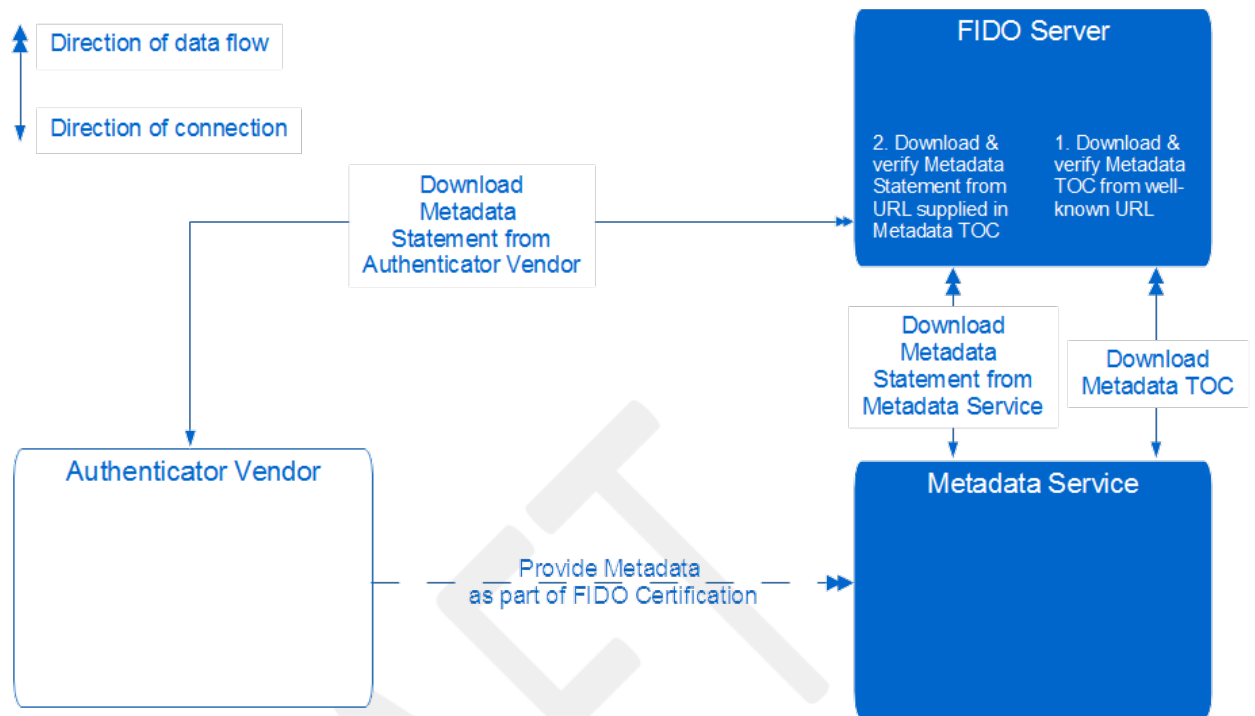 Direction of data flow
Direction of connection
FIDO Server
2. Download &
verify Metadata
Statement from
URL supplied in
Metadata TOC
1. Download &
verify Metadata
TOC from well-
known URL
Download
Metadata
Statement from
Authenticator Vendor
Download
Metadata
Statement from
Metadata Service
Download
Metadata TOC
Authenticator Vendor
Metadata Service
Provide Metadata
as part of FIDO Certification